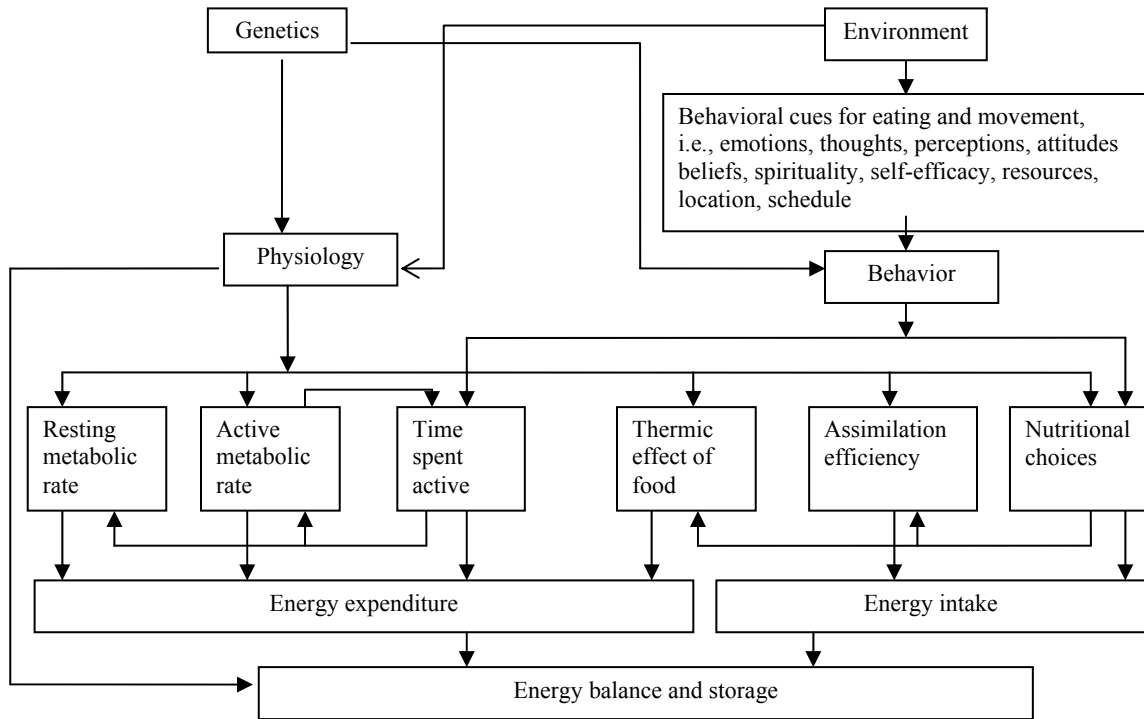 Genetics
Environment
Behavioral cues for eating and movement,
i.e., emotions, thoughts, perceptions, attitudes
beliefs, spirituality, self-efficacy, resources,
location, schedule
Physiology
Behavior
Resting
metabolic
rate
Active
metabolic
rate
Time
spent
active
Thermic
effect of
food
Assimilation
efficiency
Nutritional
choices
Energy expenditure
Energy intake
Energy balance and storage